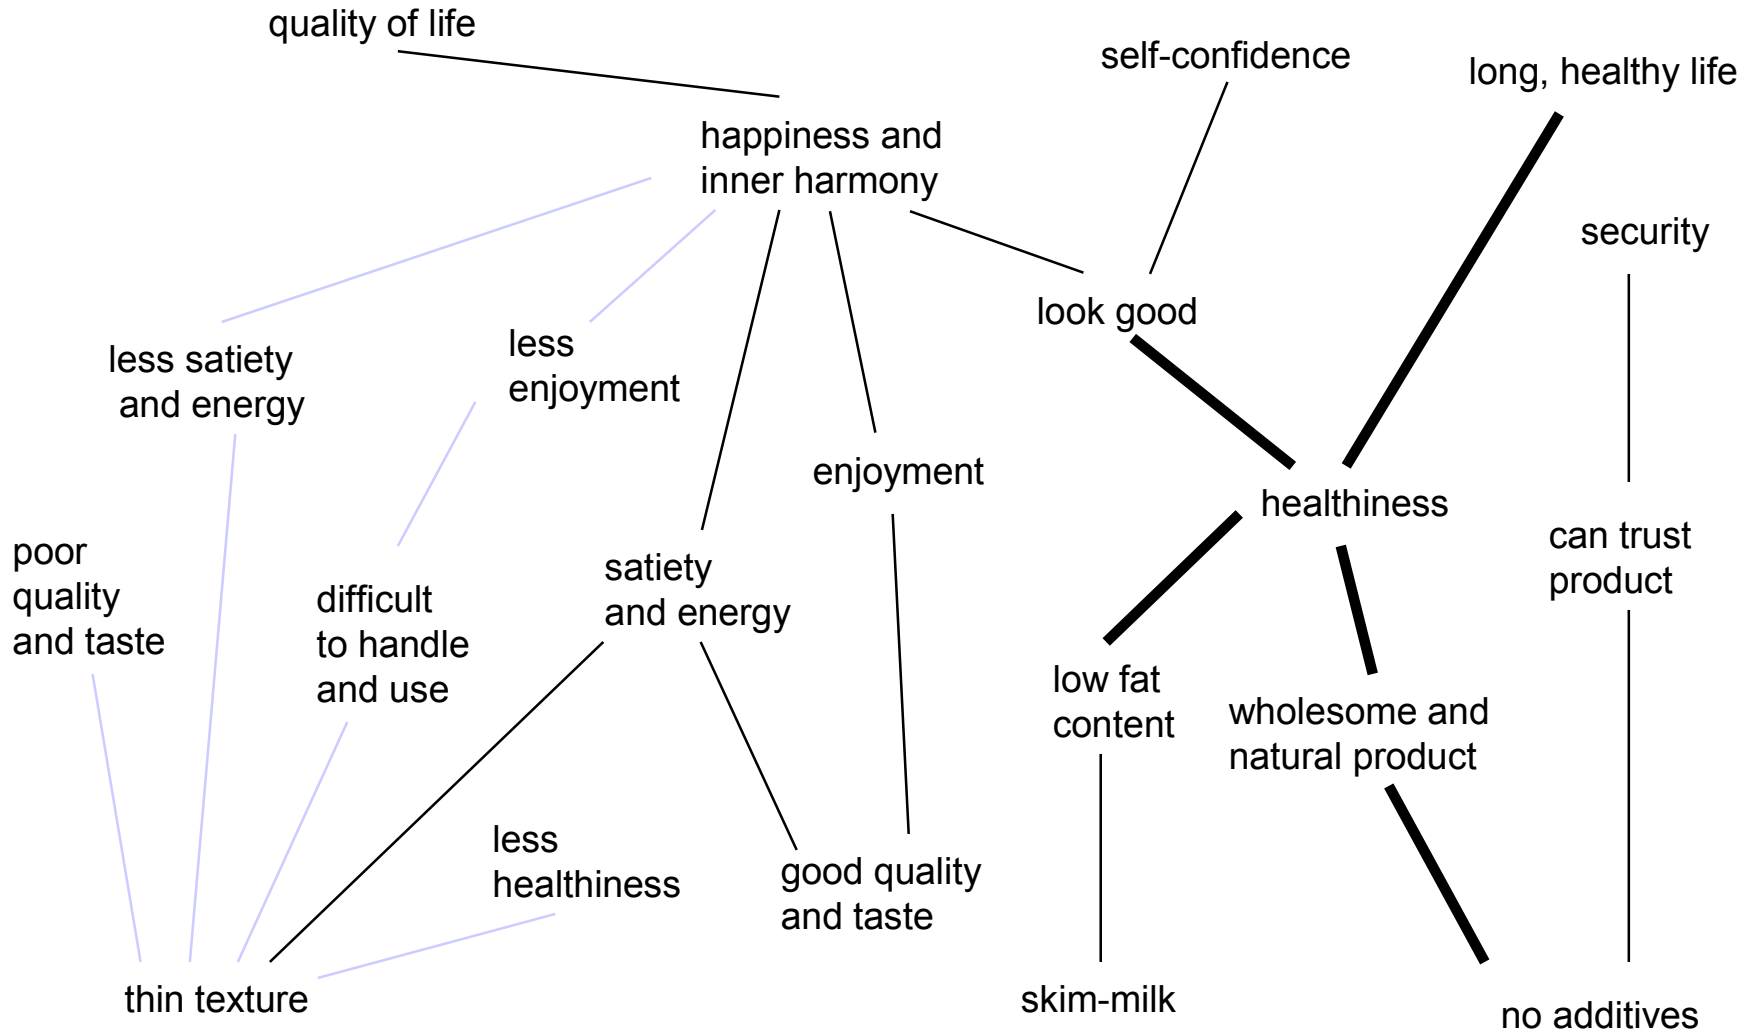 quality of life
self-confidence
long, healthy life
happiness and
inner harmony
security
look good
less satiety
and energy
less
enjoyment
enjoyment
healthiness
poor
quality
and taste
difficult
to handle
and use
satiety
and energy
can trust
product
low fat
content
wholesome and
natural product
less
healthiness
good quality
and taste
thin texture
skim-milk
no additives